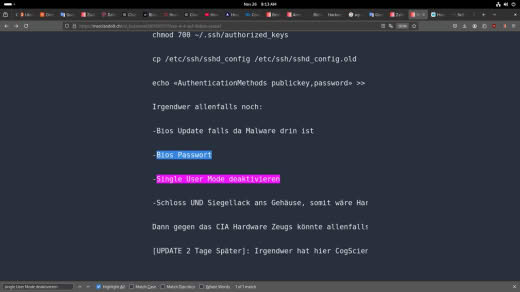 Nov 26 8:13 AM
chmod 700 ~/.ssh/authorized_keys
cp /etc/ssh/sshd_config /etc/ssh/sshd_config.old
echo «AuthenticationMethods publickey,password» >>
Irgendwer allenfalls noch:
-Bios Update falls da Malware drin ist
-Bios Passwort
-Single User Mode deaktivieren
-Schloss UND Siegellack ans Gehäuse, somit wäre Har
Dann gegen das CIA Hardware Zeugs könnte allenfalls
[UPDATE 2 Tage Später]: Irgendwer hat hier CogScien
Single User Mode deaktivieren Highlight All Match Case Match Diacritics Whole Words 1 of 1 match